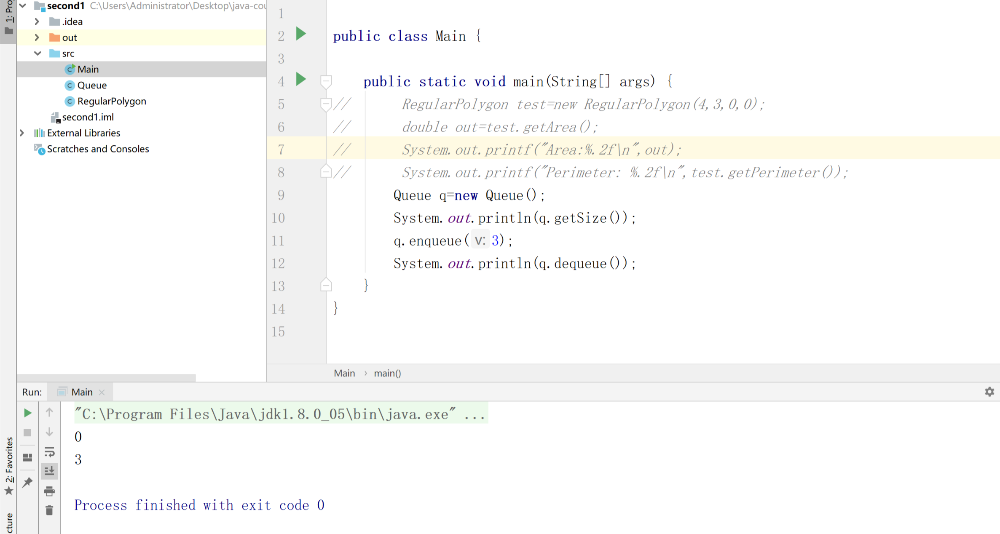 1: Pro
second1 C:\Users\Administrator\Desktop\java-cou
.idea
out
src
Main
Queue
RegularPolygon
second1.iml
External Libraries
Scratches and Consoles
1
2 public class Main {
3
4 public static void main(String[] args) {
5 // RegularPolygon test=new RegularPolygon(4,3,0,0);
6 // double out=test.getArea();
7 // System.out.printf("Area:%.2f\n",out);
8 // System.out.printf("Perimeter: %.2f\n",test.getPerimeter());
9 Queue q=new Queue();
10 System.out.println(q.getSize());
11 q.enqueue( v: 3);
12 System.out.println(q.dequeue());
13 }
14 }
15
Main › main()
Run: Main
"C:\Program Files\Java\jdk1.8.0_05\bin\java.exe" ...
0
3
Process finished with exit code 0
2: Favorites
cture